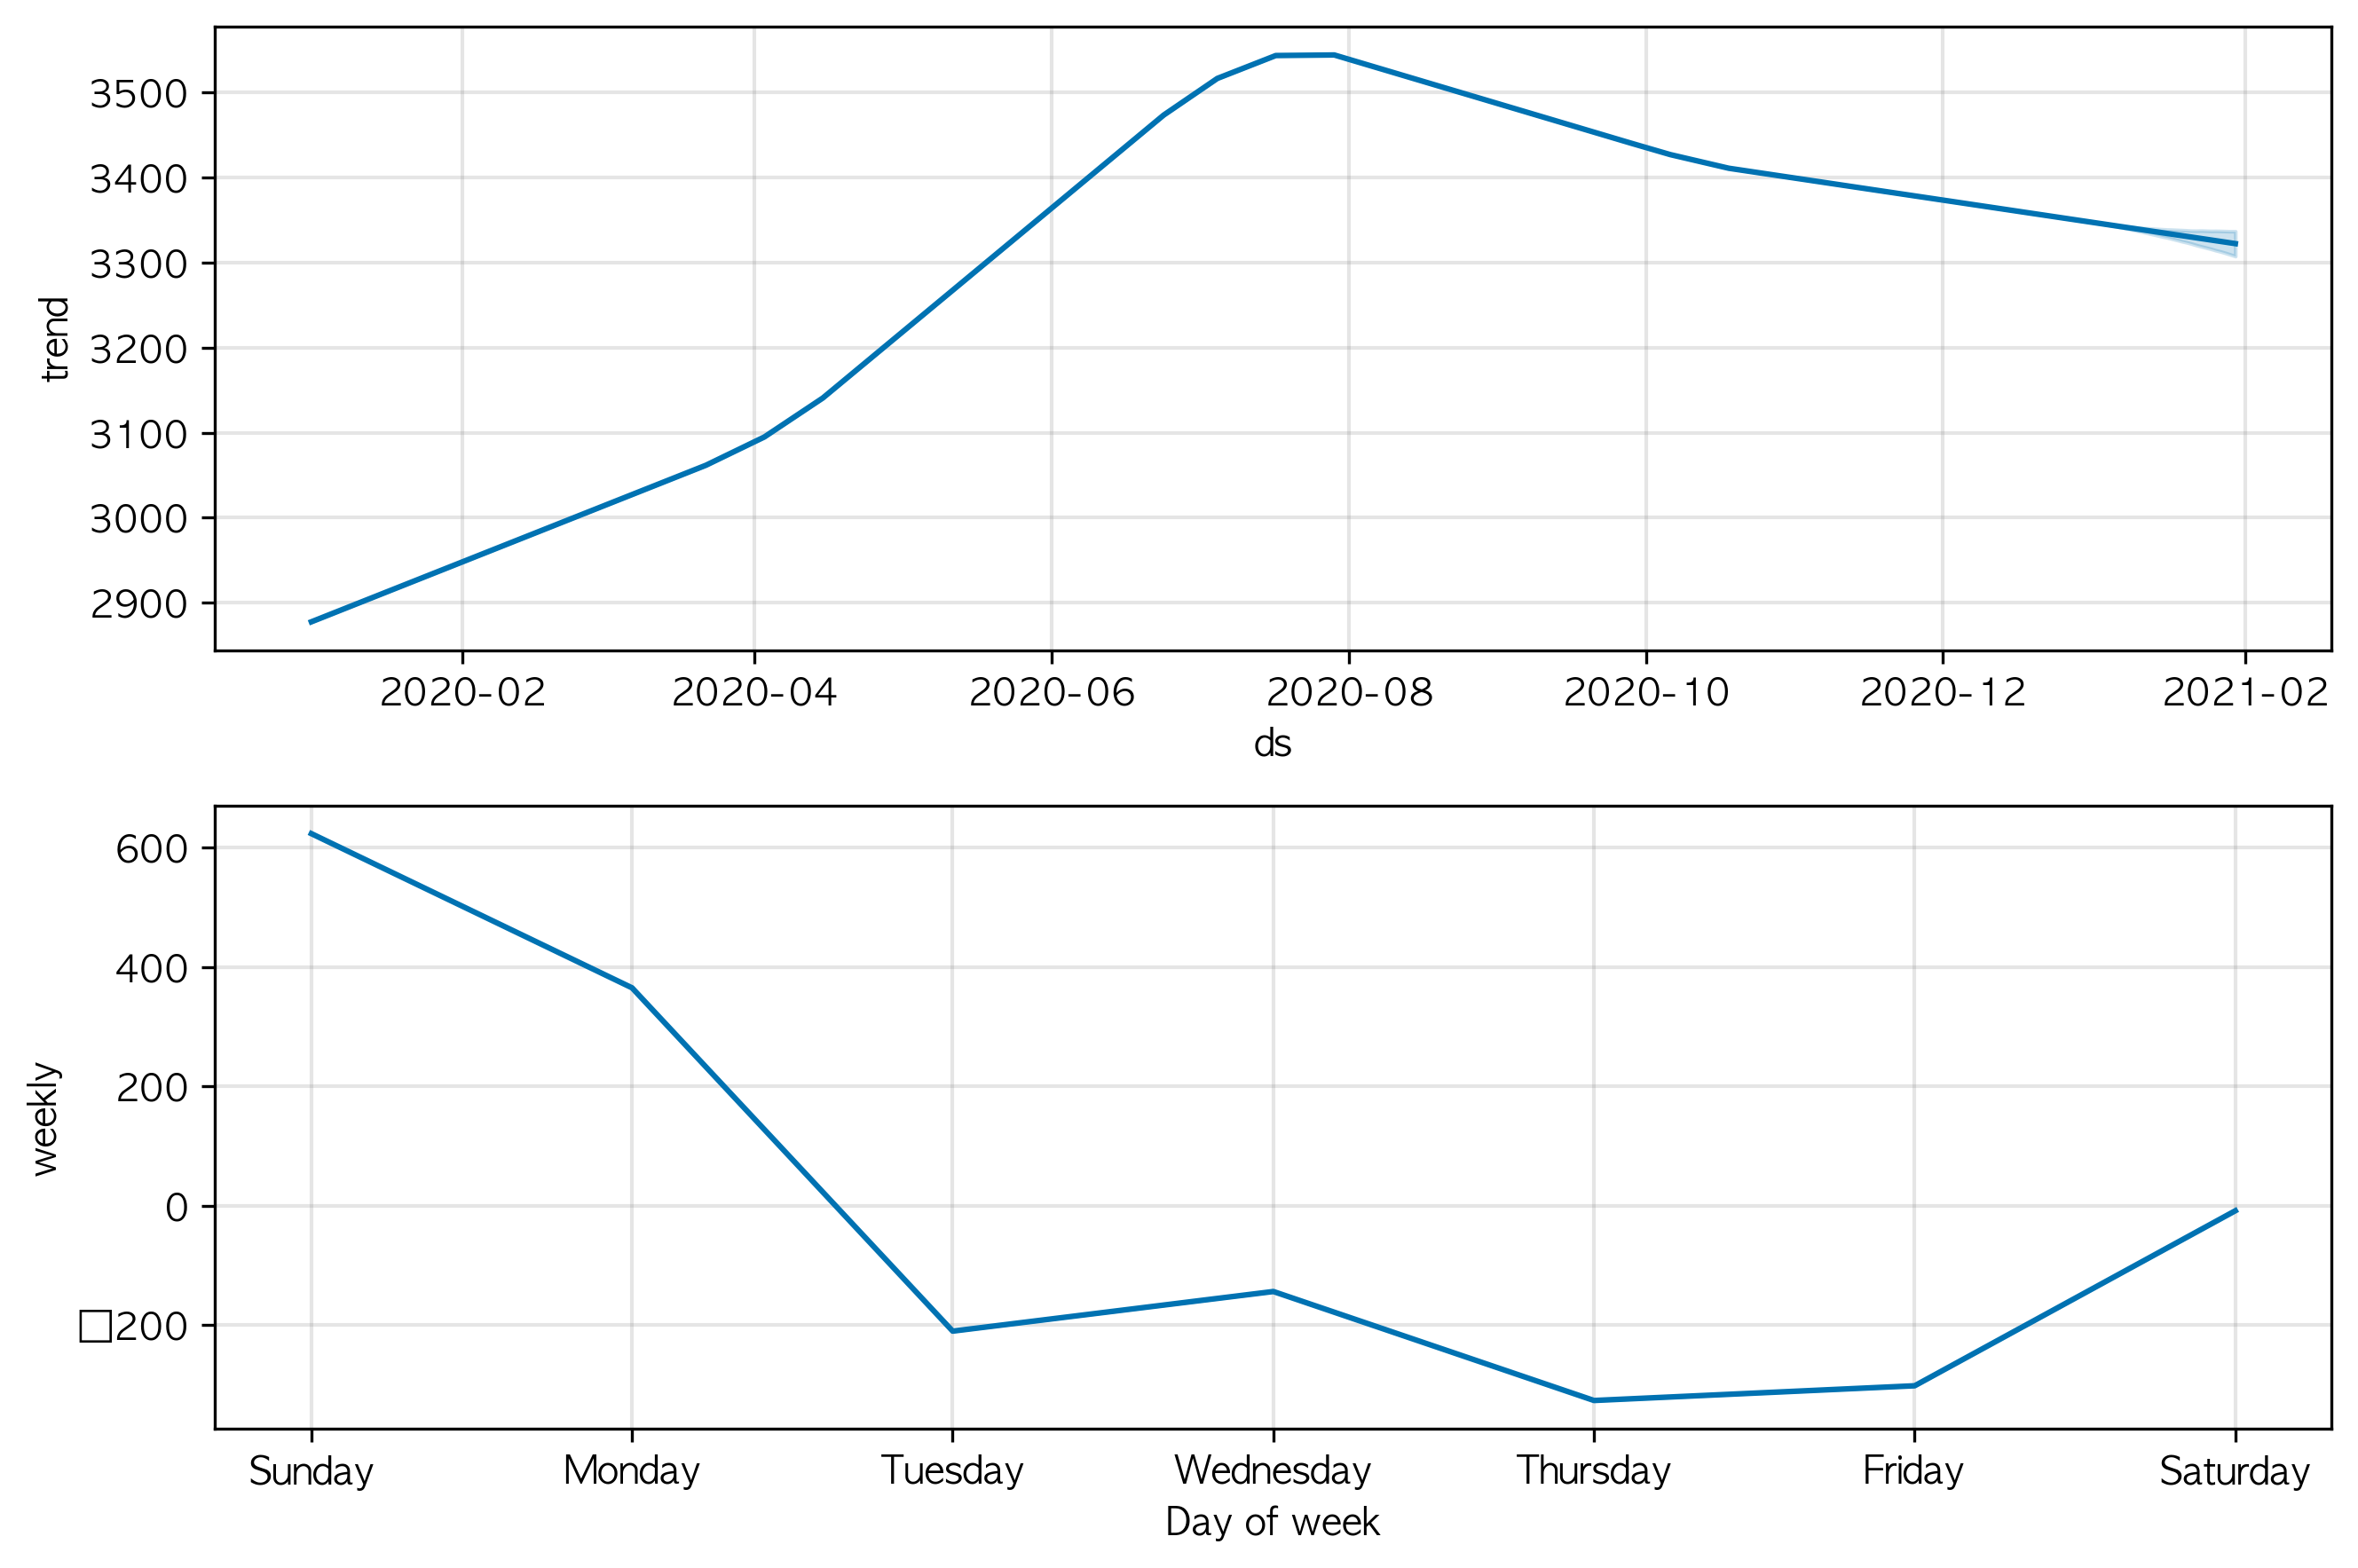 trend
3500
3400
3300
3200
3100
3000
2900
2020-02 2020-04 2020-06 2020-08 2020-10 2020-12 2021-02
ds
weekly
600
400
200
0
□200
Sunday Monday Tuesday Wednesday Thursday Friday Saturday
Day of week